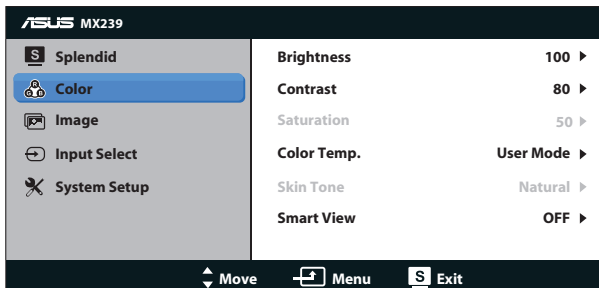 ASUS MX239
S Splendid
Color
Image
Input Select
System Setup
Brightness 100
Contrast 80
Saturation 50
Color Temp. User Mode
Skin Tone Natural
Smart View OFF
Move Menu S Exit